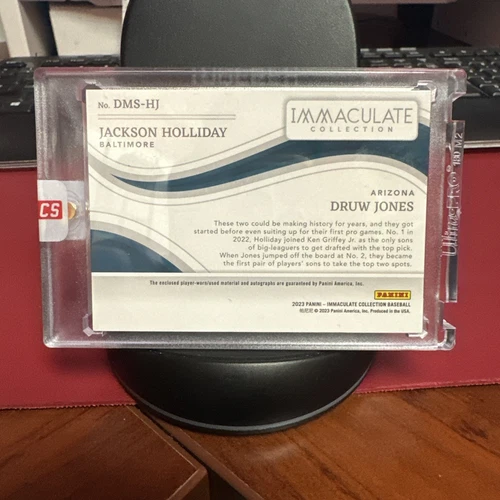 No. DMS-HJ
IMMACULATE
COLLECTION
JACKSON HOLLIDAY
BALTIMORE
ARIZONA
DRUW JONES
These two could be making history for years, and they got
started before even suiting up for their first pro games. No. 1 in
2022, Holliday joined Ken Griffey Jr. as the only sons
of big-leaguers to get drafted with the top pick.
When Jones jumped off the board at No. 2, they became
the first pair of players' sons to take the top two spots.
The enclosed player-worn/used material and autographs are guaranteed by Panini America, Inc.
PANINI
2023 PANINI – IMMACULATE COLLECTION BASEBALL
帕尼尼 © 2023 Panini America, Inc. Produced in the USA.
CS